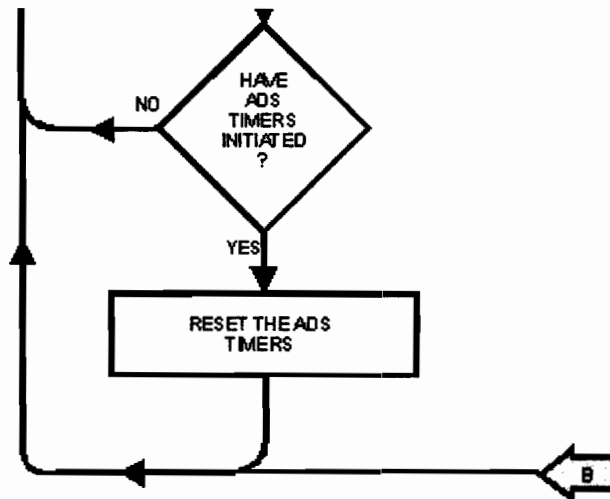 HAVE
ADS
TIMERS
INITIATED
?
NO
YES
RESET THE ADS
TIMERS
B